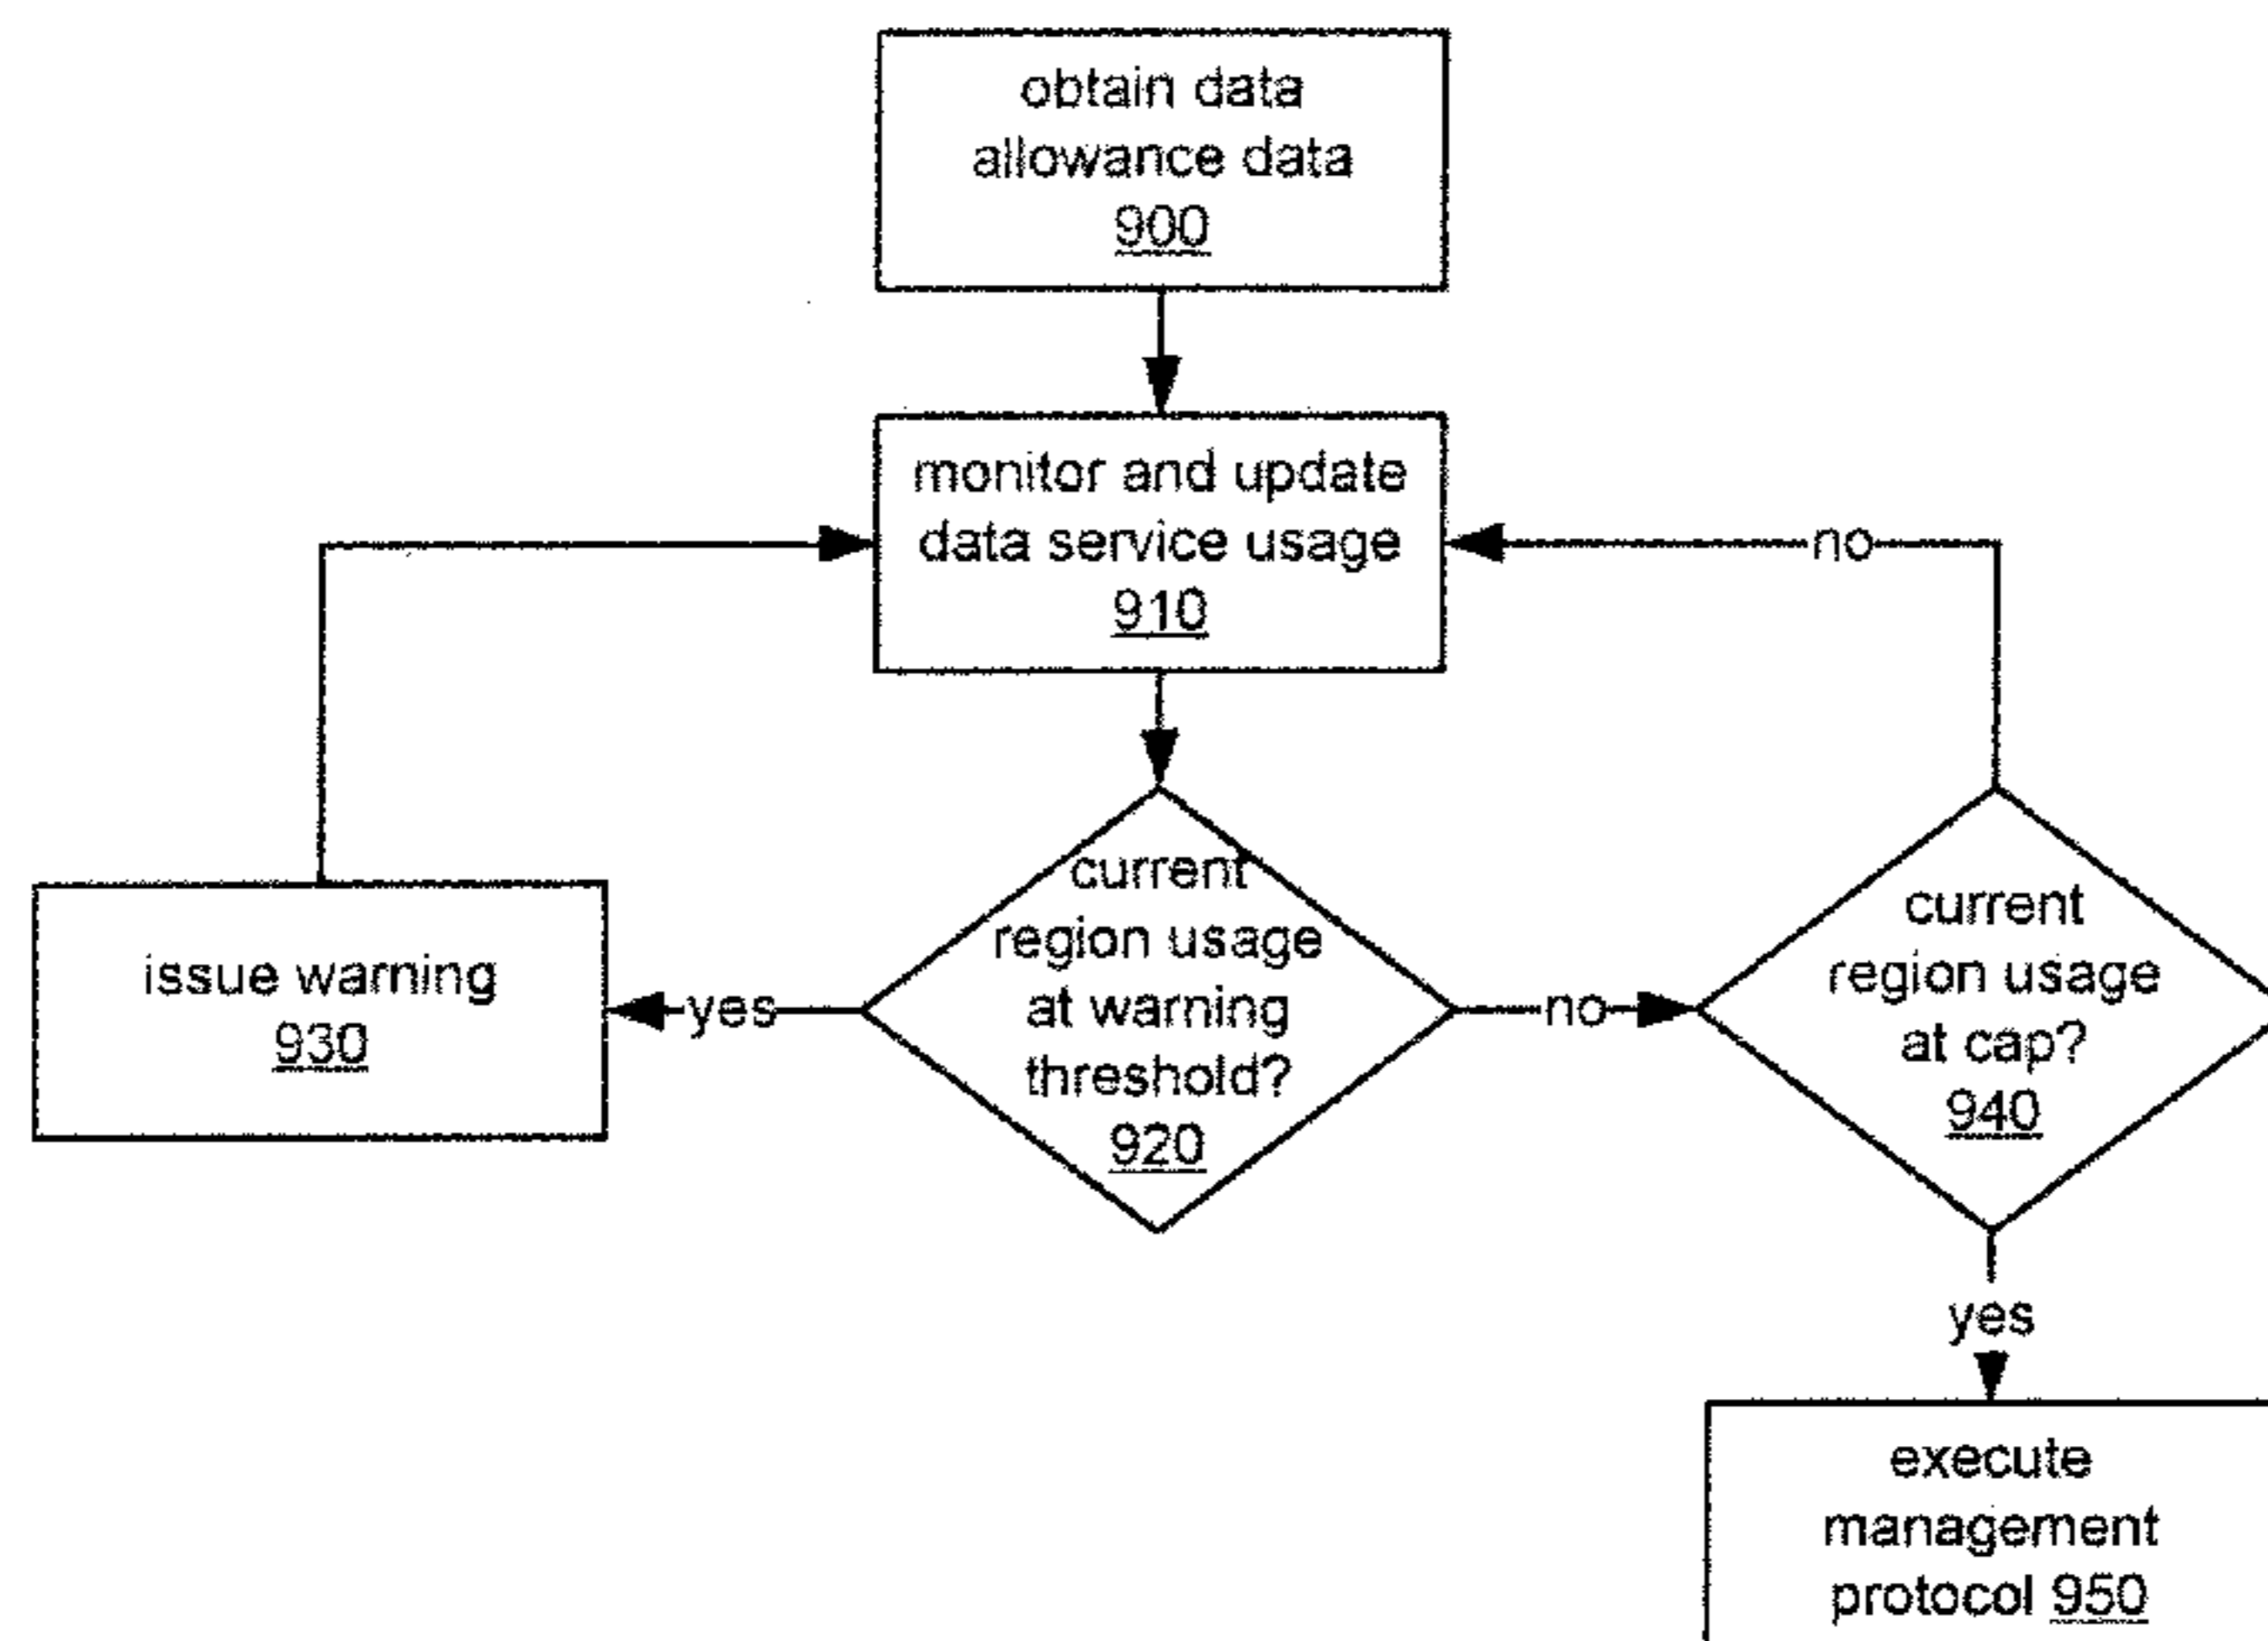 obtain data
allowance data
900
monitor and update
data service usage
910
no
current
region usage
at warning
threshold?
920
yes
issue warning
930
no
current
region usage
at cap?
940
yes
execute
management
protocol 950